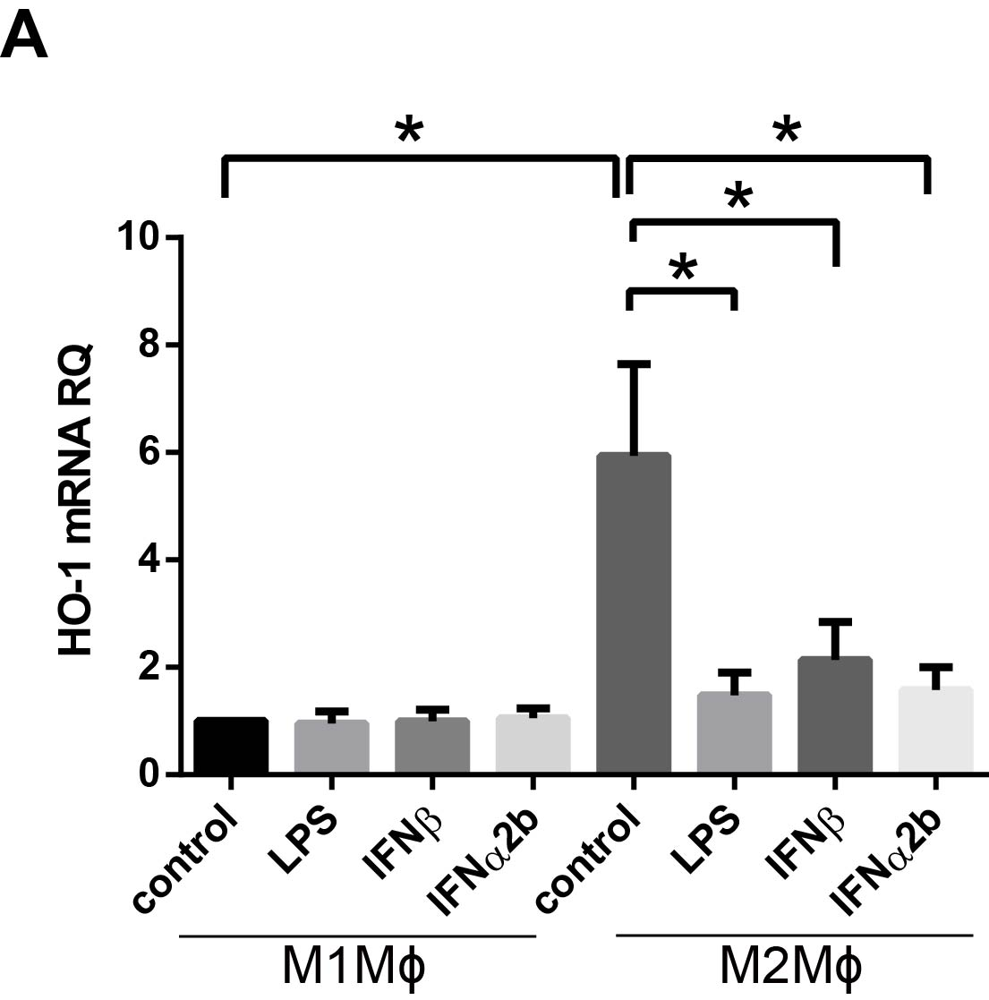 A
*
*
*
*
10
8
6
4
2
0
HO-1 mRNA RQ
control
LPS
IFNβ
IFNα2b
control
LPS
IFNβ
IFNα2b
M1Mϕ
M2Mϕ